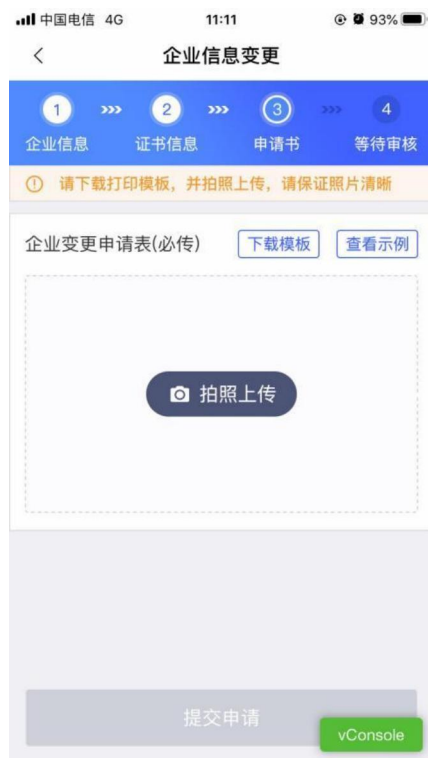 中国电信 4G 11:11 93%
企业信息变更
1 2 3 4
企业信息 证书信息 申请书 等待审核
请下载打印模板，并拍照上传，请保证照片清晰
企业变更申请表(必传) 下载模板 查看示例
拍照上传
提交申请
vConsole